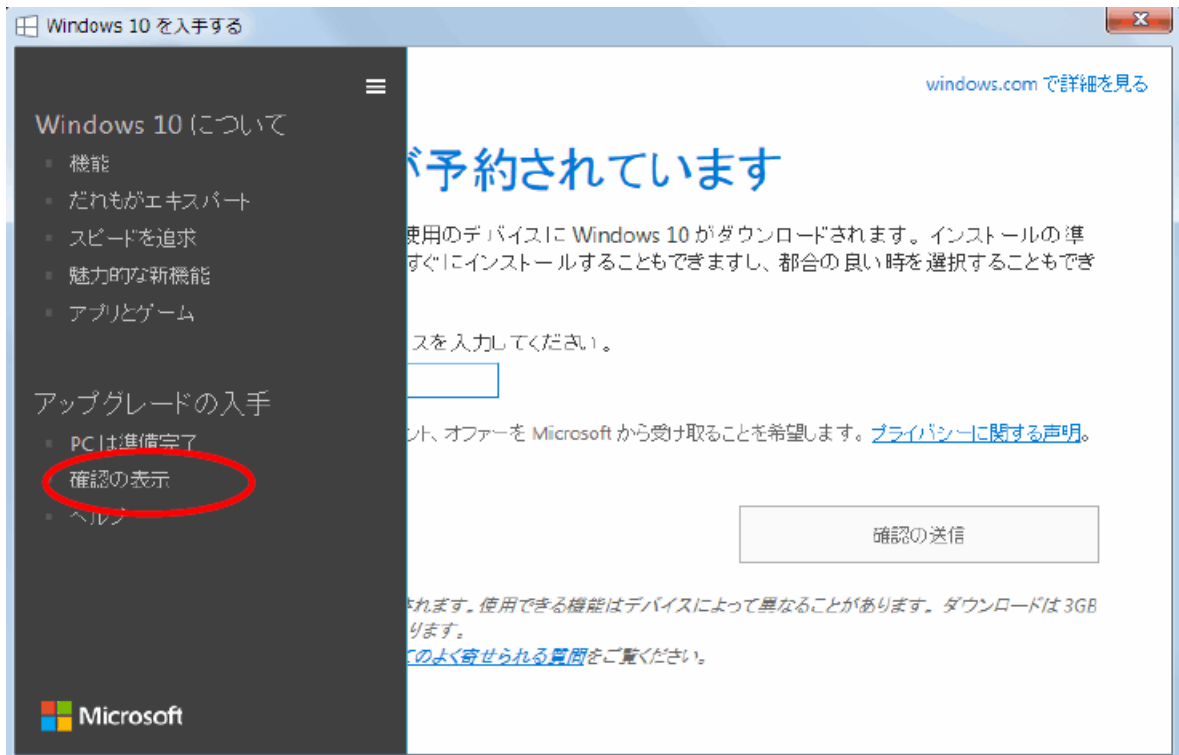 Windows 10 を入手する
windows.com で詳細を見る
Windows 10 について
機能
だれもがエキスパート
スピードを追求
魅力的な新機能
アプリとゲーム
アップグレードの入手
PC は準備完了
確認の表示
ヘルプ
Microsoft
が予約されています
使用のデバイスに Windows 10 がダウンロードされます。インストールの準
すぐにインストールすることもできますし、都合の良い時を選択することもでき
スを入力してください。
ント、オファーを Microsoft から受け取ることを希望します。プライバシーに関する声明。
確認の送信
されます。使用できる機能はデバイスによって異なることがあります。ダウンロードは 3GB
ります。
てのよく寄せられる質問をご覧ください。